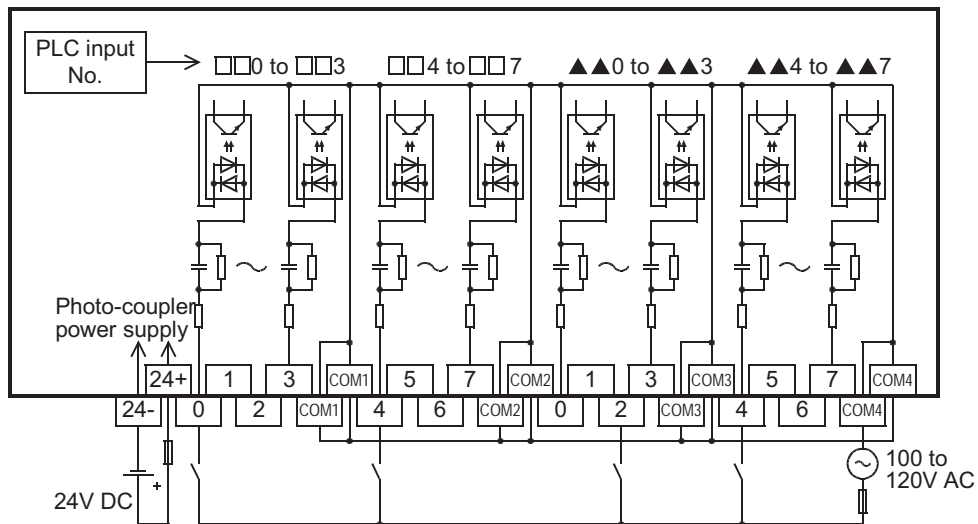 PLC input
No.
□□0 to □□3
□□4 to □□7
▲▲0 to ▲▲3
▲▲4 to ▲▲7
Photo-coupler
power supply
24+ 1 3 COM1 5 7 COM2 1 3 COM3 5 7 COM4
24- 0 2 COM1 4 6 COM2 0 2 COM3 4 6 COM4
+
24V DC
100 to
120V AC